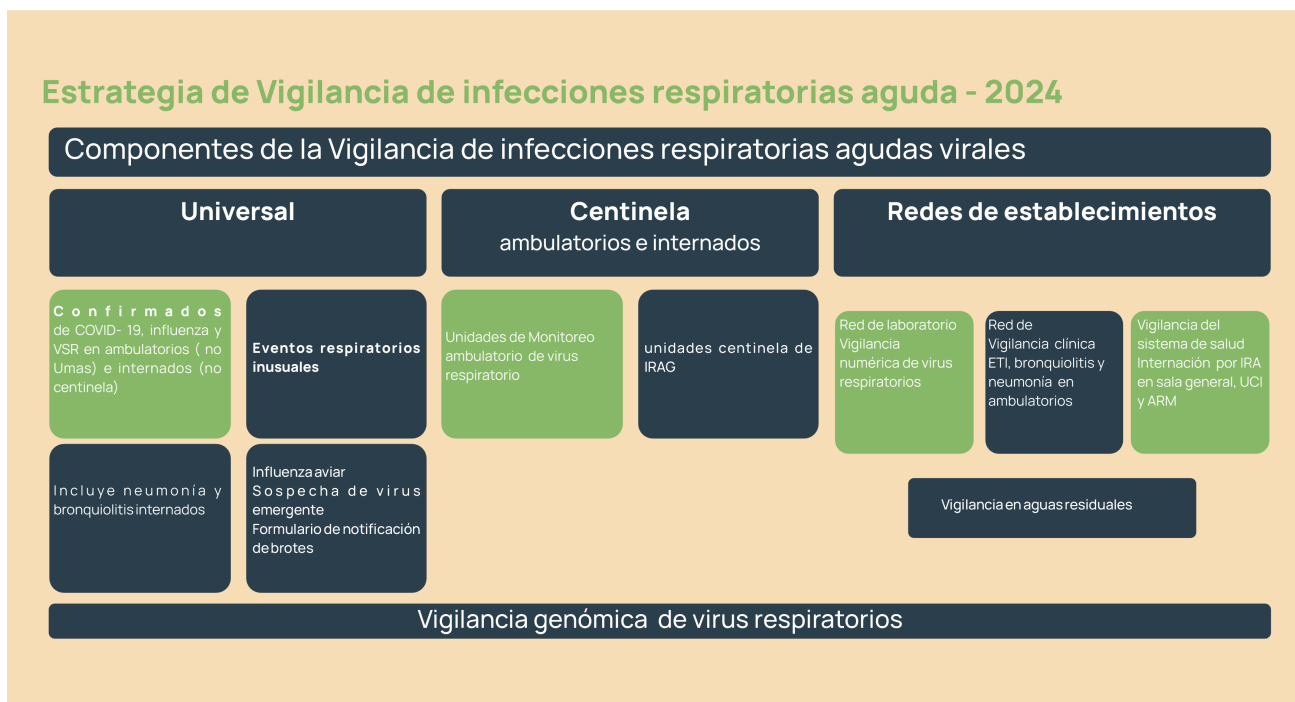 Estrategia de Vigilancia de infecciones respiratorias aguda - 2024
Componentes de la Vigilancia de infecciones respiratorias agudas virales
Universal
Centinela
ambulatorios e internados
Redes de establecimientos
Confirmados
de COVID- 19, influenza y
VSR en ambulatorios ( no
Umas) e internados (no
centinela)
Eventos respiratorios
inusuales
Unidades de Monitoreo
ambulatorio de virus
respiratorio
unidades centinela de
IRAG
Red de laboratorio
Vigilancia
numérica de virus
respiratorios
Red de
Vigilancia clínica
ETI, bronquiolitis y
neumonía en
ambulatorios
Vigilancia del
sistema de salud
Internación por IRA
en sala general, UCI
y ARM
Incluye neumonía y
bronquiolitis internados
Influenza aviar
Sospecha de virus
emergente
Formulario de notificación
de brotes
Vigilancia en aguas residuales
Vigilancia genómica de virus respiratorios